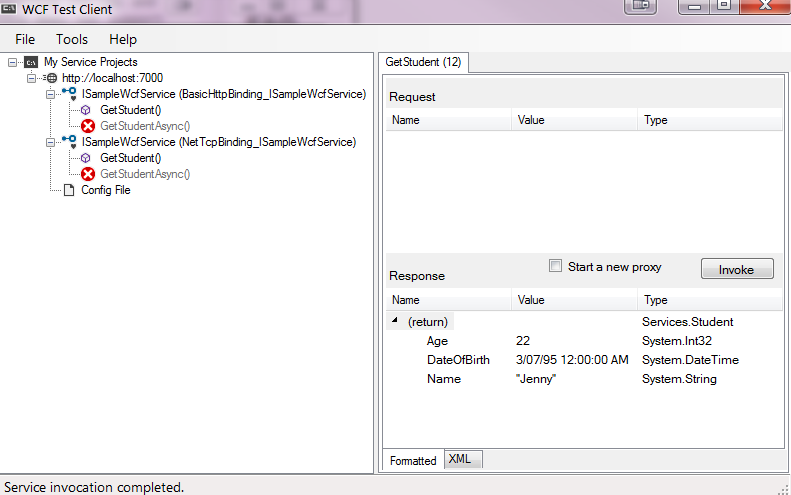 WCF Test Client
File Tools Help
My Service Projects
http://localhost:7000
ISampleWcfService (BasicHttpBinding_ISampleWcfService)
GetStudent()
GetStudentAsync()
ISampleWcfService (NetTcpBinding_ISampleWcfService)
GetStudent()
GetStudentAsync()
Config File
GetStudent (12)
Request
Name Value Type
Response
Start a new proxy
Invoke
Name Value Type
(return) Services.Student
Age 22 System.Int32
DateOfBirth 3/07/95 12:00:00 AM System.DateTime
Name "Jenny" System.String
Formatted XML
Service invocation completed.